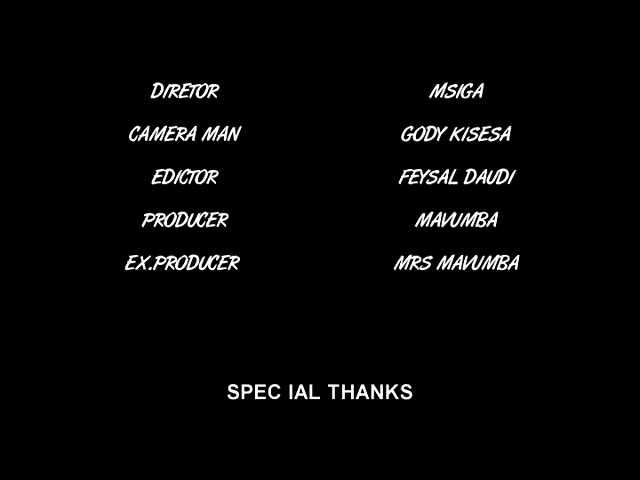 DIRETOR MSIGA
CAMERA MAN GODY KISESA
EDICTOR FEYSAL DAUDI
PRODUCER MAVUMBA
EX.PRODUCER MRS MAVUMBA
SPEC IAL THANKS